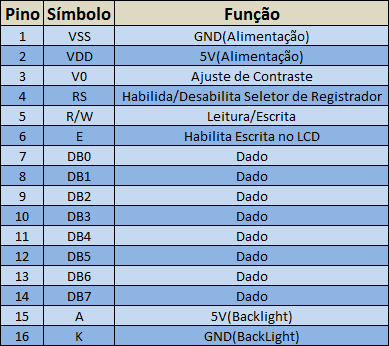 Pino Símbolo Função
1 VSS GND(Alimentação)
2 VDD 5V(Alimentação)
3 V0 Ajuste de Contraste
4 RS Habilida/Desabilita Seletor de Registrador
5 R/W Leitura/Escrita
6 E Habilita Escrita no LCD
7 DB0 Dado
8 DB1 Dado
9 DB2 Dado
10 DB3 Dado
11 DB4 Dado
12 DB5 Dado
13 DB6 Dado
14 DB7 Dado
15 A 5V(Backlight)
16 K GND(BackLight)